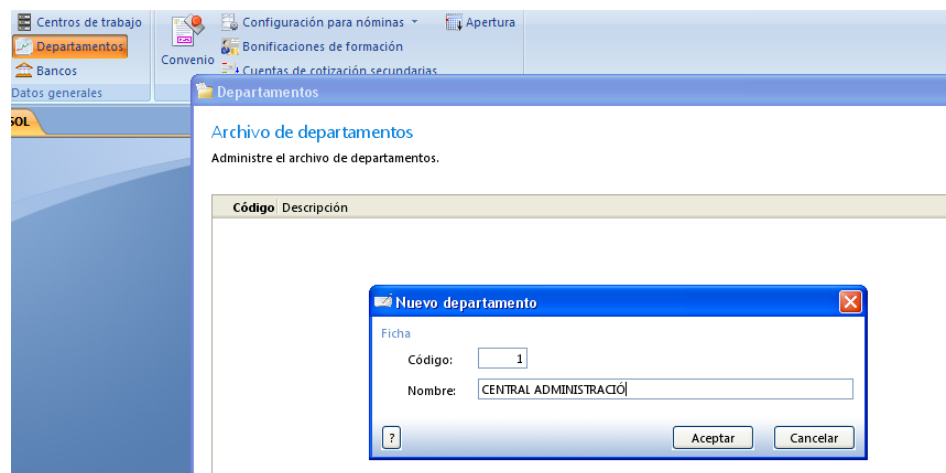 Centros de trabajo
Departamentos
Bancos
Datos generales
Convenio
Configuración para nóminas
Bonificaciones de formación
Cuentas de cotización secundarias
Apertura
SOL
Departamentos
Archivo de departamentos
Administre el archivo de departamentos.
Código Descripción
Nuevo departamento
Ficha
Código: 1
Nombre: CENTRAL ADMINISTRACIÓ
? Aceptar Cancelar